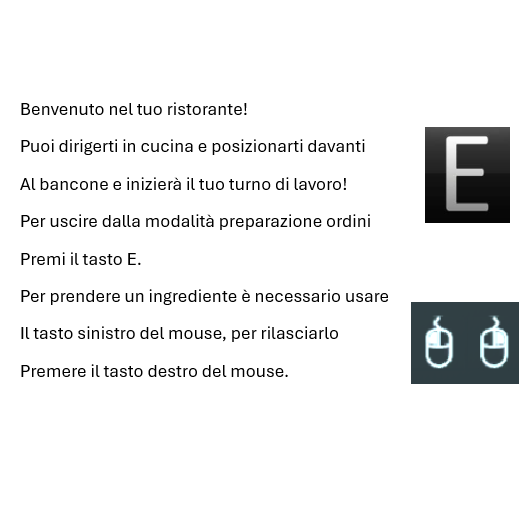 Benvenuto nel tuo ristorante!
Puoi dirigerti in cucina e posizionarti davanti
Al bancone e inizierà il tuo turno di lavoro!
Per uscire dalla modalità preparazione ordini
Premi il tasto E.
Per prendere un ingrediente è necessario usare
Il tasto sinistro del mouse, per rilasciarlo
Premere il tasto destro del mouse.
E